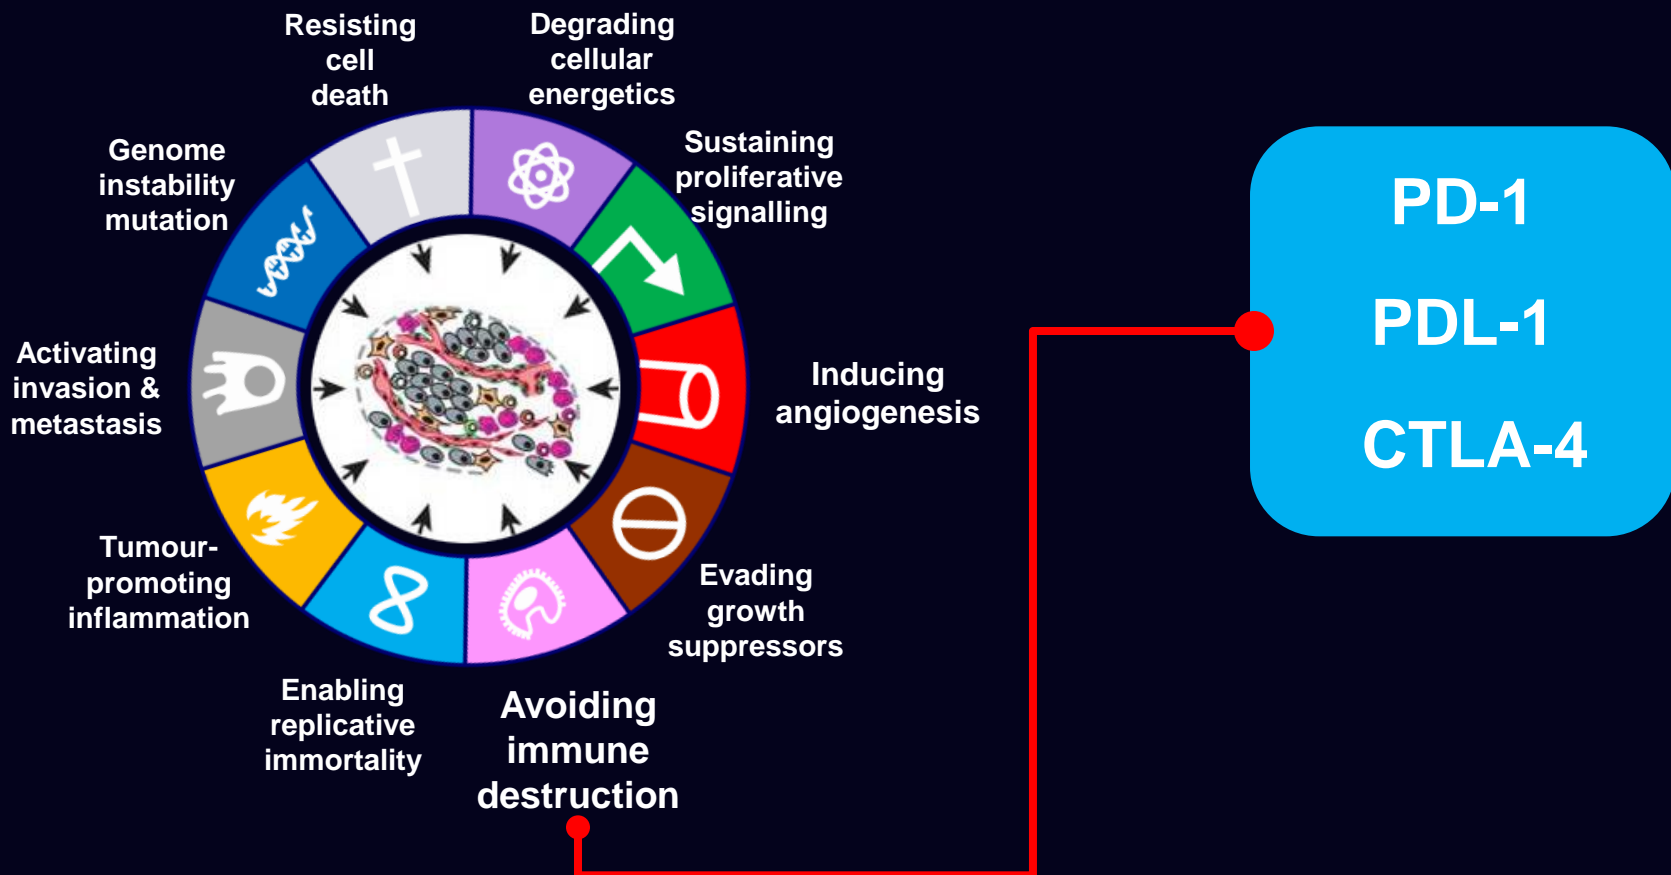 Resisting
cell
death
Degrading
cellular
energetics
Genome
instability
mutation
Sustaining
proliferative
signalling
Activating
invasion &
metastasis
Inducing
angiogenesis
Tumour-
promoting
inflammation
Evading
growth
suppressors
Enabling
replicative
immortality
Avoiding
immune
destruction
PD-1
PDL-1
CTLA-4